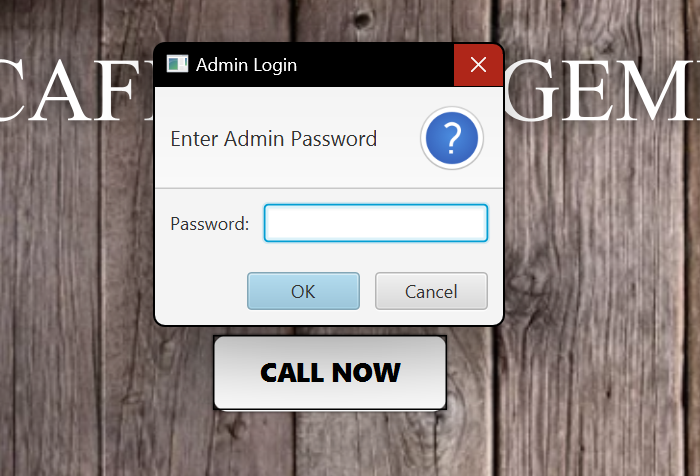 Admin Login
Enter Admin Password
?
Password:
OK
Cancel
CALL NOW